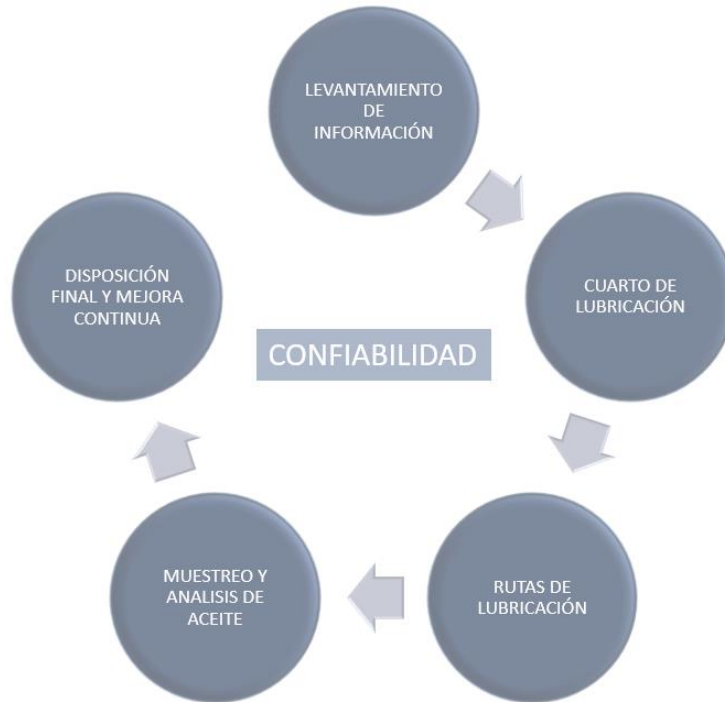 LEVANTAMIENTO
DE
INFORMACIÓN
CUARTO DE
LUBRICACIÓN
RUTAS DE
LUBRICACIÓN
MUESTREO Y
ANALISIS DE
ACEITE
DISPOSICIÓN
FINAL Y MEJORA
CONTINUA
CONFIABILIDAD